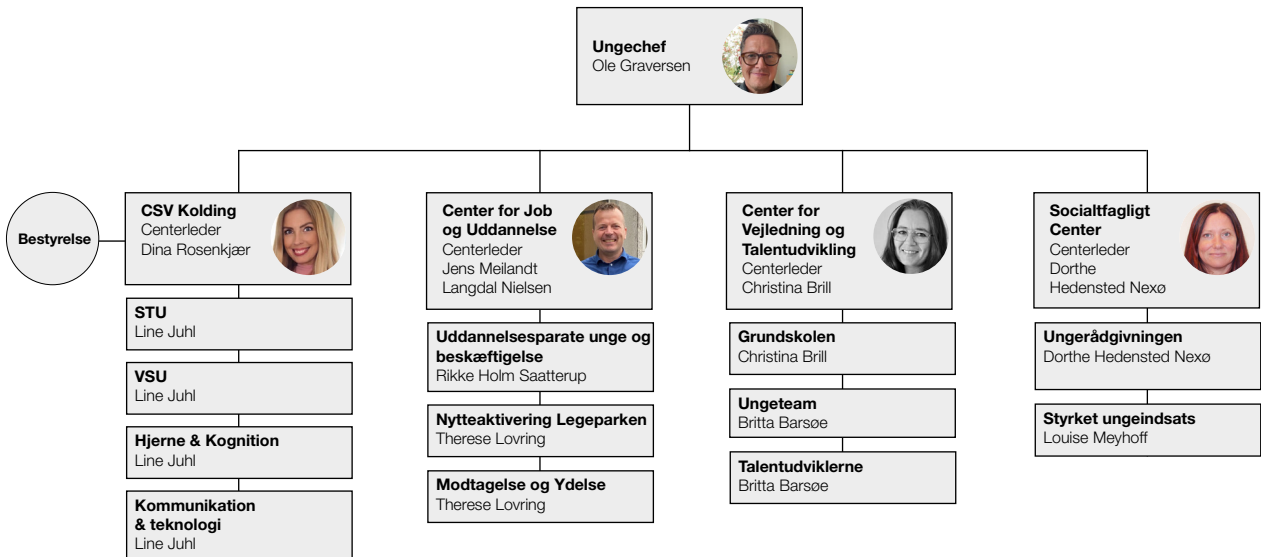 Ungechef
Ole Graversen
Bestyrelse
CSV Kolding
Centerleder
Dina Rosenkjær
STU
Line Juhl
VSU
Line Juhl
Hjerne & Kognition
Line Juhl
Kommunikation
& teknologi
Line Juhl
Center for Job
og Uddannelse
Centerleder
Jens Meilandt
Langdal Nielsen
Uddannelsesparate unge og
beskæftigelse
Rikke Holm Saatterup
Nytteaktivering Legeparken
Therese Lovring
Modtagelse og Ydelse
Therese Lovring
Center for
Vejledning og
Talentudvikling
Centerleder
Christina Brill
Grundskolen
Christina Brill
Ungeteam
Britta Barsøe
Talentudviklerne
Britta Barsøe
Socialtfagligt
Center
Centerleder
Dorthe
Hedensted Nexø
Ungerådgivningen
Dorthe Hedensted Nexø
Styrket ungeindsats
Louise Meyhoff